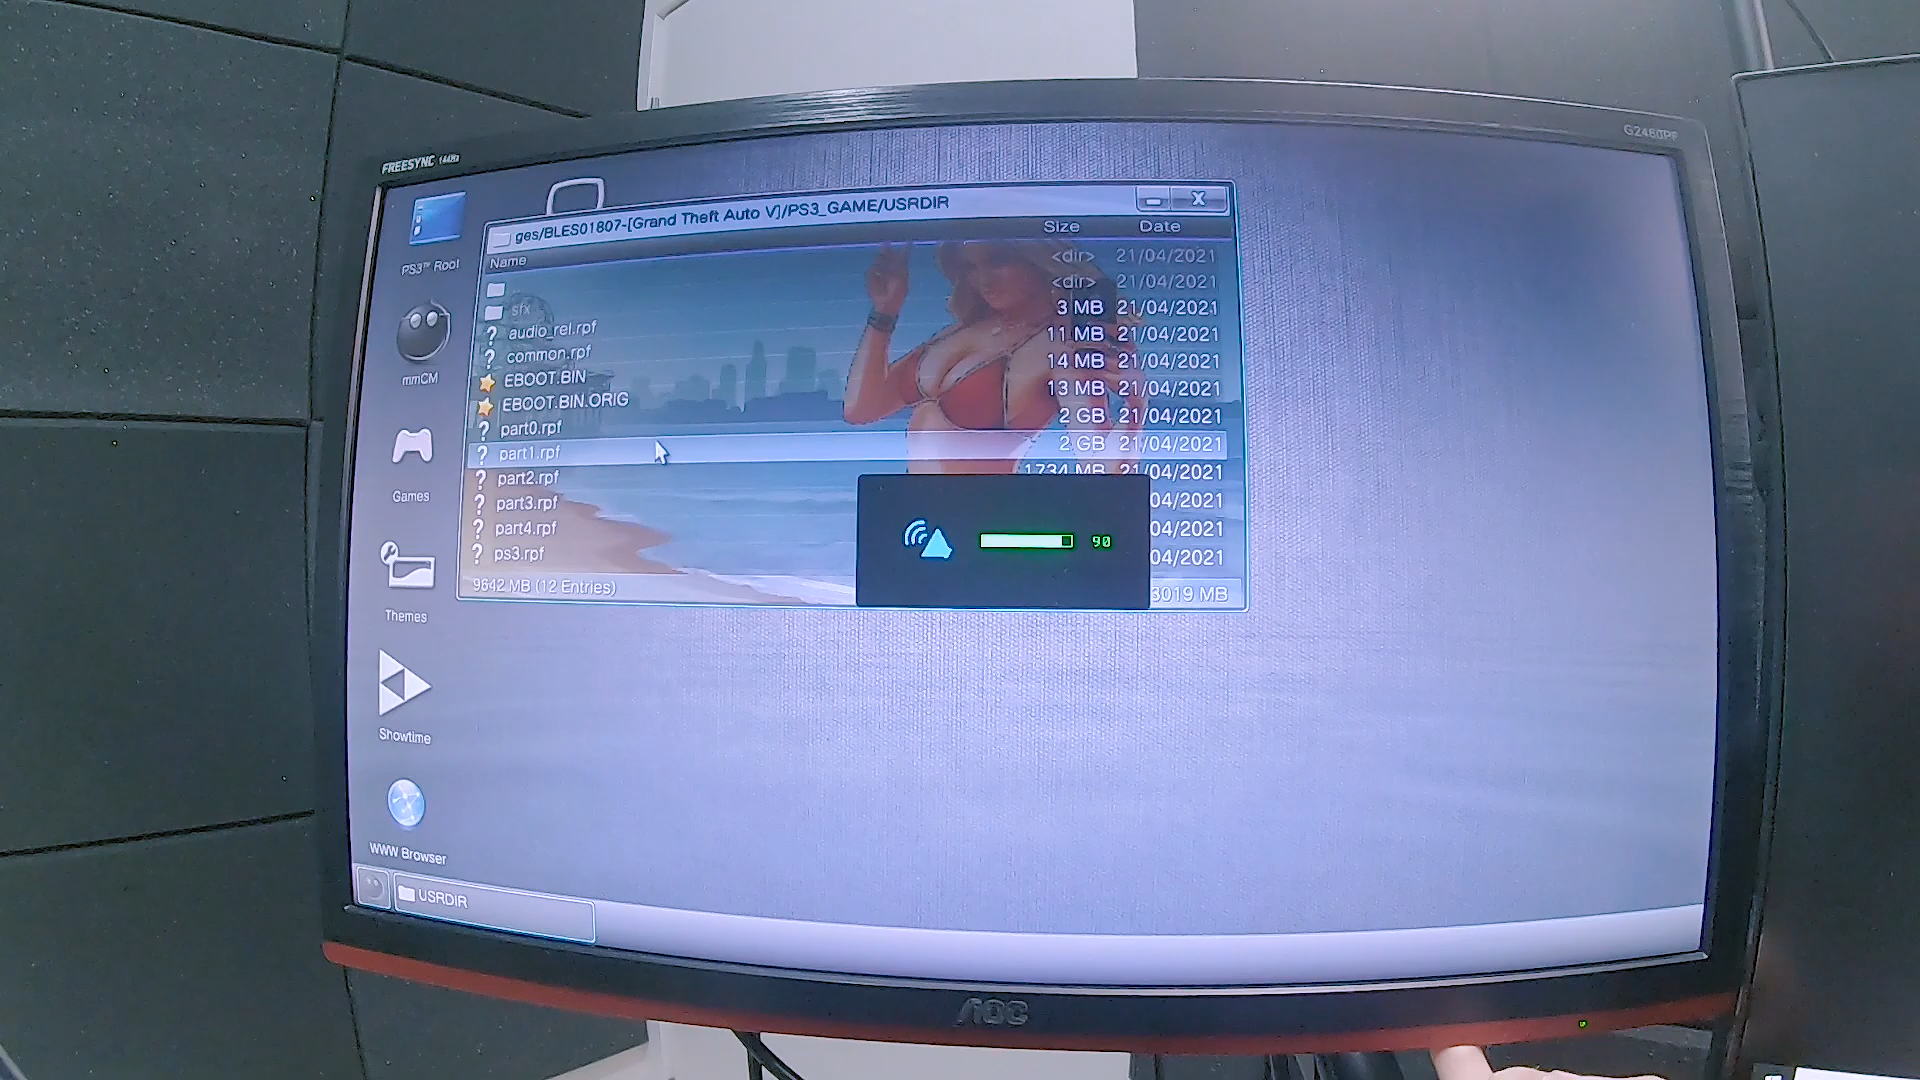 G2460PF
FREESYNC 144Hz
ges/BLES01807-[Grand Theft Auto V]/PS3_GAME/USRDIR
X
Name Size Date
<dir> 21/04/2021
sfx <dir> 21/04/2021
audio_rel.rpf 3 MB 21/04/2021
common.rpf 11 MB 21/04/2021
EBOOT.BIN 14 MB 21/04/2021
EBOOT.BIN.ORIG 13 MB 21/04/2021
part0.rpf 2 GB 21/04/2021
part1.rpf 2 GB 21/04/2021
part2.rpf 1734 MB 21/04/2021
part3.rpf 04/2021
part4.rpf 04/2021
ps3.rpf 04/2021
9642 MB (12 Entries) 3019 MB
90
PS3™ Root
mmCM
Games
Themes
Showtime
WWW Browser
USRDIR
AOC